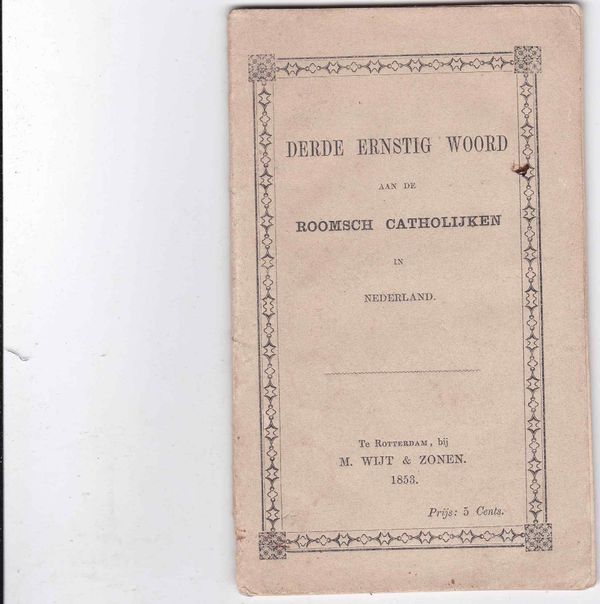 DERDE ERNSTIG WOORD
AAN DE
ROOMSCH CATHOLIJKEN
IN
NEDERLAND.
Te Rotterdam, bij
M. WIJT & ZONEN.
1853.
Prijs: 5 Cents.